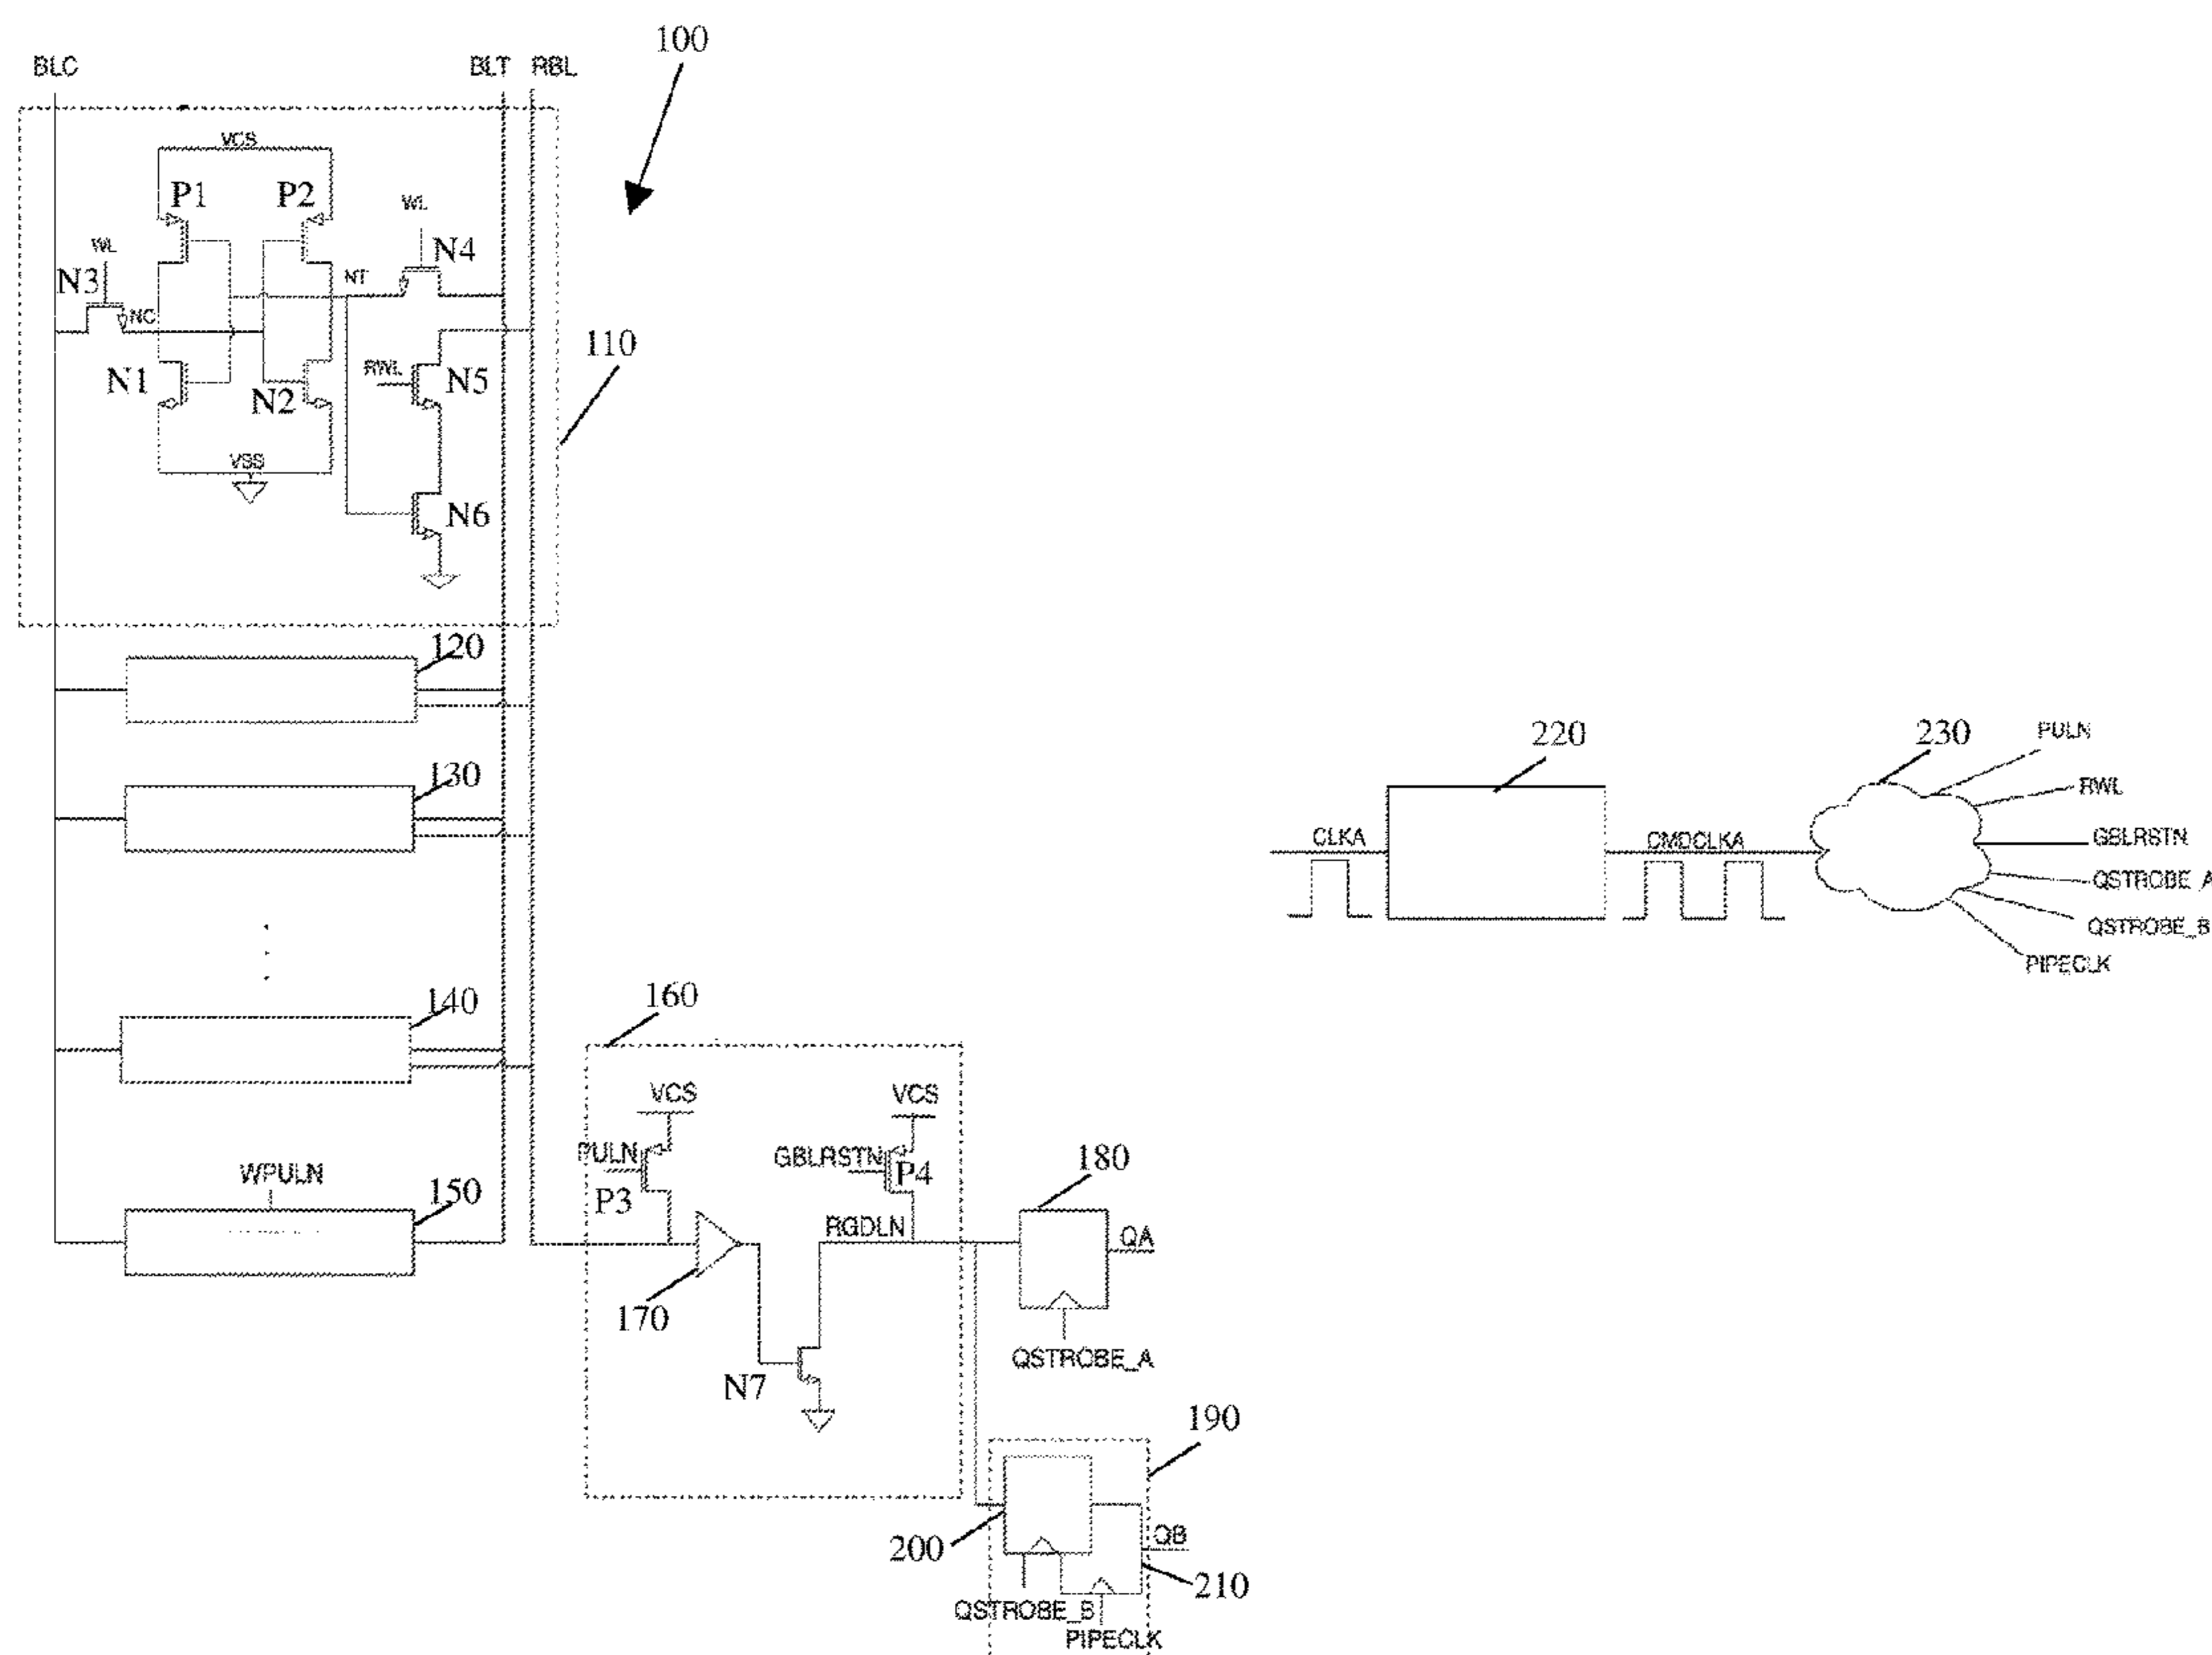 100
BLC
BLT
RBL
VCS
P1
P2
WL
N4
WL
N3
NT
NC
110
RWL
N5
N1
N2
VSS
N6
120
130
220
230
PULN
RWL
CLKA
CMDCLKA
GBLRSTN
QSTROBE_A
QSTROBE_B
PIPECLK
140
160
VCS
VCS
PULN
GBLRSTN
P4
180
WPULN
150
P3
RGDLN
QA
170
QSTROBE_A
N7
190
200
QB
210
QSTROBE_B
PIPECLK